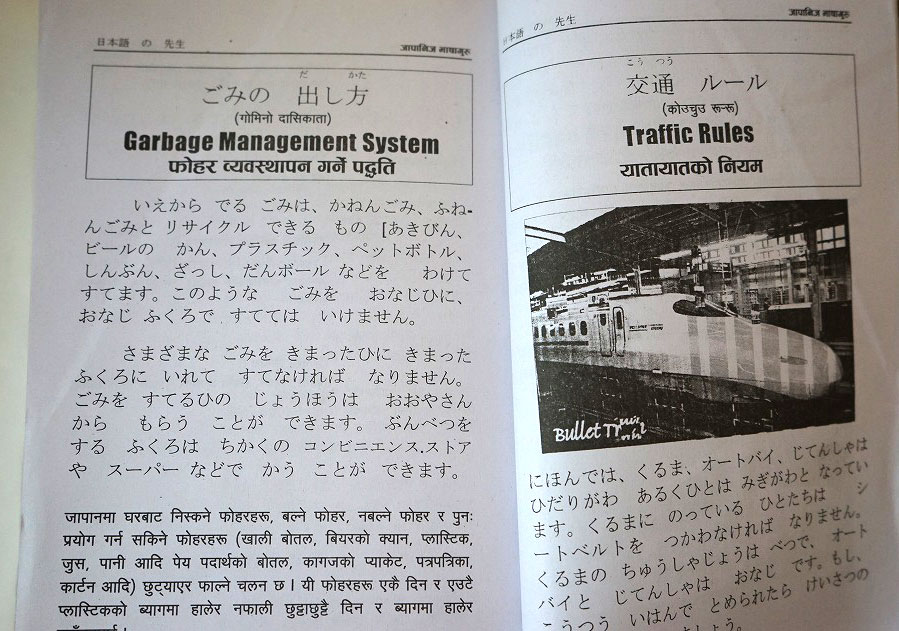 日本語 の 先生
जापानिज भाषागुरु
だ かた
ごみの 出し方
(गोमिनो दासिकाता)
Garbage Management System
फोहर व्यवस्थापन गर्ने पद्धति
いえから でる ごみは、かねんごみ、ふね-
んごみと リサイクル できる もの [あきびん、
ビールの かん、プラスチック、ペットボトル、
しんぶん、ざっし、だんボール などを わけて
すてます。このような ごみを おなじひに、
おなじ ふくろで すてては いけません。
さまざまな ごみを きまったひに きまった
ふくろに いれて すてなければ なりません。
ごみを すてるひの じょうほうは おおやさん
から もらう ことが できます。ぶんべつを
する ふくろは ちかくの コンビニエンス.ストア
や スーパー などで かう ことが できます。
जापानमा घरबाट निस्कने फोहरहरू, बल्ने फोहर, नबल्ने फोहर र पुनः
प्रयोग गर्न सकिने फोहरहरू (खाली बोतल, बियरको क्यान, प्लास्टिक,
जुस, पानी आदि पेय पदार्थको बोतल, कागजको प्याकेट, पत्रपत्रिका,
कार्टन आदि) छुट्याएर फाल्ने चलन छ । यी फोहरहरू एकै दिन र एउटै
प्लास्टिकको ब्यागमा हालेर नफाली छुट्टाछुट्टै दिन र ब्यागमा हालेर
日本語 の 先生
जापानिज भाषागुरु
こう つう
交通 ルール
(कोउचुउ रूऱू)
Traffic Rules
यातायातको नियम
Bullet
にほんでは、くるま、オートバイ、じてんしゃは
ひだりがわ あるくひとは みぎがわと なってい
ます。くるまに のっている ひとたちは シ
ートベルトを つかわなければ なりません。
くるまの ちゅうしゃじょうは べつで、オート
バイと じてんしゃは おなじ です。もし、
こうつう いはんで とめられたら けいさつの
ましょう。